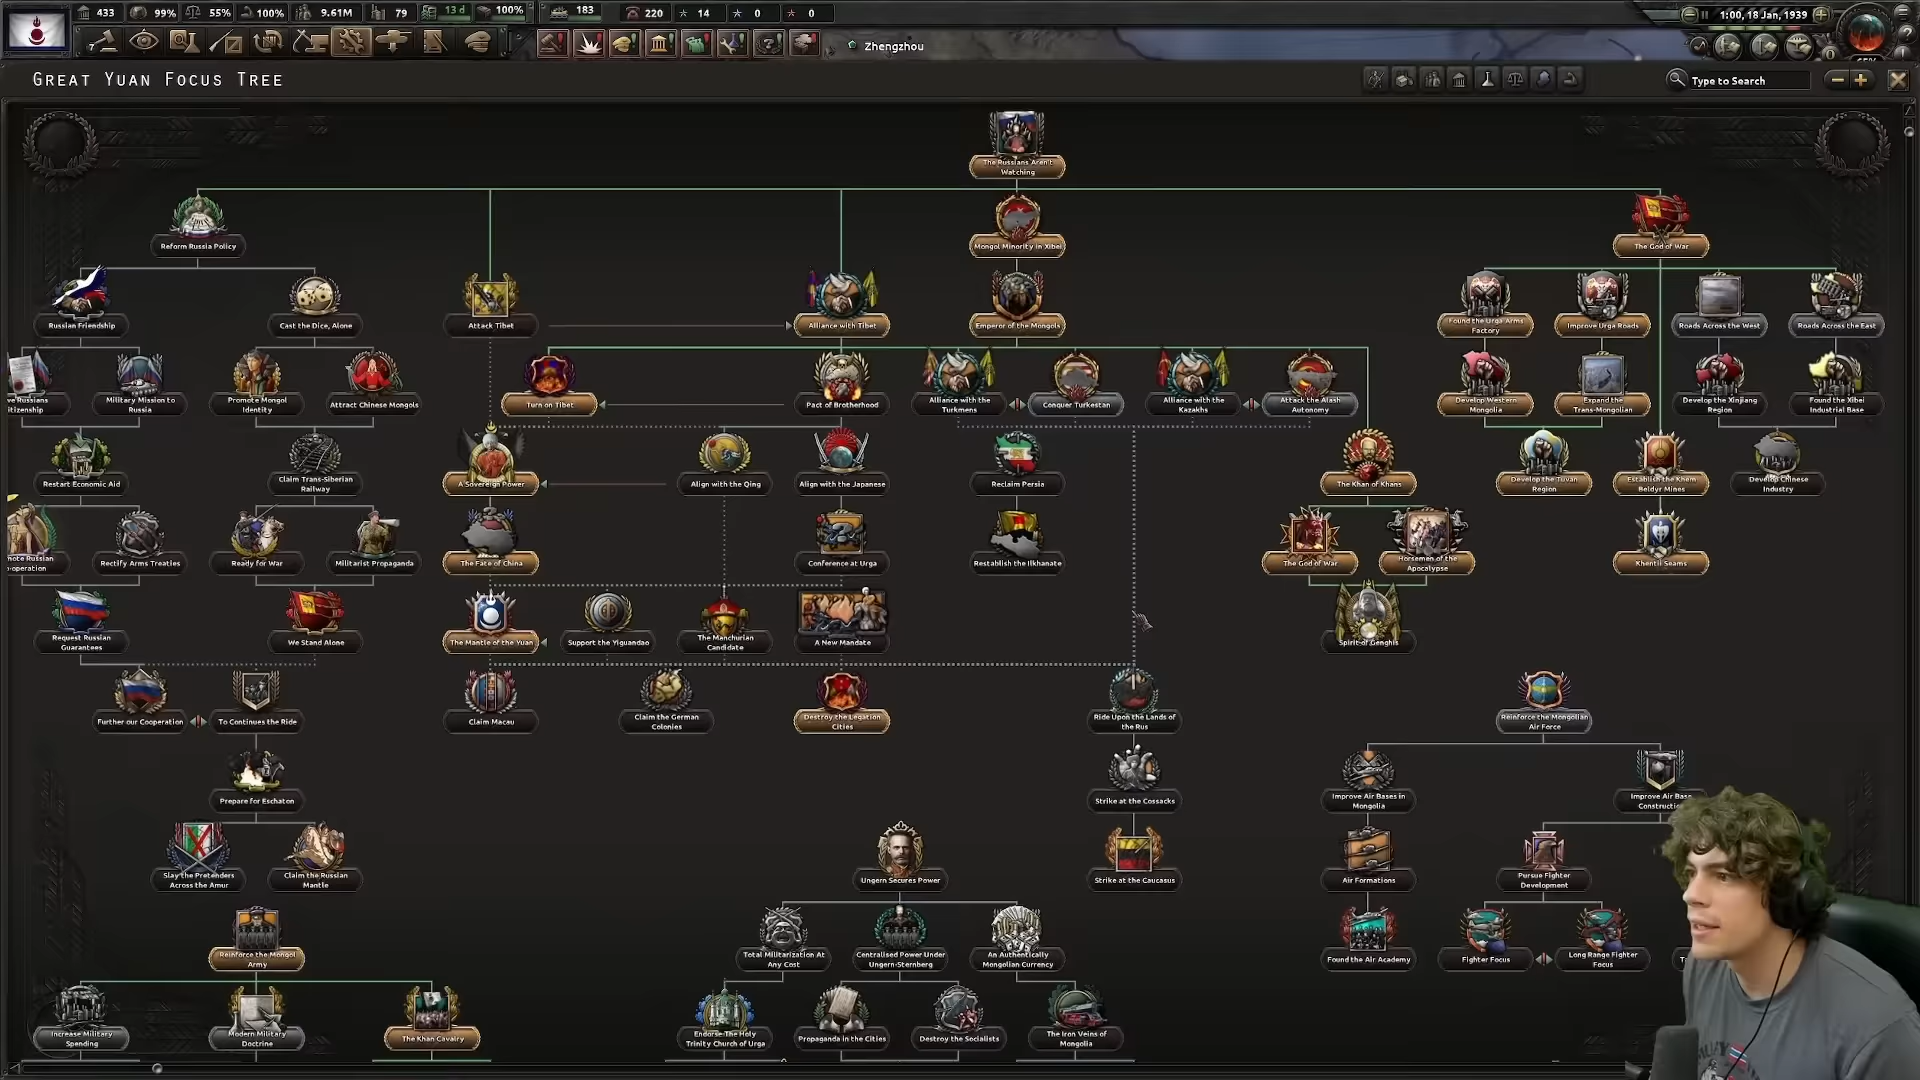 433 99% 55% 100% 9.61M 79 13 d 100% 183 220 14 0 0
1:00, 18 Jan, 1939
Zhengzhou
GREAT YUAN FOCUS TREE
Type to Search
The Russians Aren't
Watching
Reform Russia Policy
Mongol Minority in Xibei
The God of War
Russian Friendship
Cast the Dice, Alone
Attack Tibet
Alliance with Tibet
Emperor of the Mongols
Found the Urga Arms
Factory
Improve Urga Roads
Roads Across the West
Roads Across the East
Russians
itizenship
Military Mission to
Russia
Promote Mongol
Identity
Attract Chinese Mongols
Turn on Tibet
Pact of Brotherhood
Alliance with the
Turkmens
Conquer Turkestan
Alliance with the
Kazakhs
Attack the Alash
Autonomy
Develop Western
Mongolia
Expand the
Trans-Mongolian
Develop the Xinjiang
Region
Found the Xibei
Industrial Base
Restart Economic Aid
Claim Trans-Siberian
Railway
A Sovereign Power
Align with the Qing
Align with the Japanese
Reclaim Persia
The Khan of Khans
Develop the Tuvan
Region
Establish the Khem
Beldyr Mines
Develop Chinese
Industry
mote Russian
operation
Rectify Arms Treaties
Ready for War
Militarist Propaganda
The Fate of China
Conference at Urga
Restablish the Ilkhanate
The God of War
Horsemen of the
Apocalypse
Khentii Seams
Request Russian
Guarantees
We Stand Alone
The Mantle of the Yuan
Support the Yiguandao
The Manchurian
Candidate
A New Mandate
Spirit of Genghis
Further our Cooperation
To Continues the Ride
Claim Macau
Claim the German
Colonies
Destroy the Legation
Cities
Ride Upon the Lands of
the Rus
Reinforce the Mongolian
Air Force
Prepare for Eschaton
Strike at the Cossacks
Improve Air Bases in
Mongolia
Improve Air Base
Constructio
Slay the Pretenders
Across the Amur
Claim the Russian
Mantle
Ungern Secures Power
Strike at the Caucasus
Air Formations
Pursue Fighter
Development
Reinforce the Mongol
Army
Total Militarization At
Any Cost
Centralised Power Under
Ungern-Sternberg
An Authentically
Mongolian Currency
Found the Air Academy
Fighter Focus
Long Range Fighter
Focus
Increase Military
Spending
Modern Military
Doctrine
The Khan Cavalry
Endorse The Holy
Trinity Church of Urga
Propaganda in the Cities
Destroy the Socialists
The Iron Veins of
Mongolia